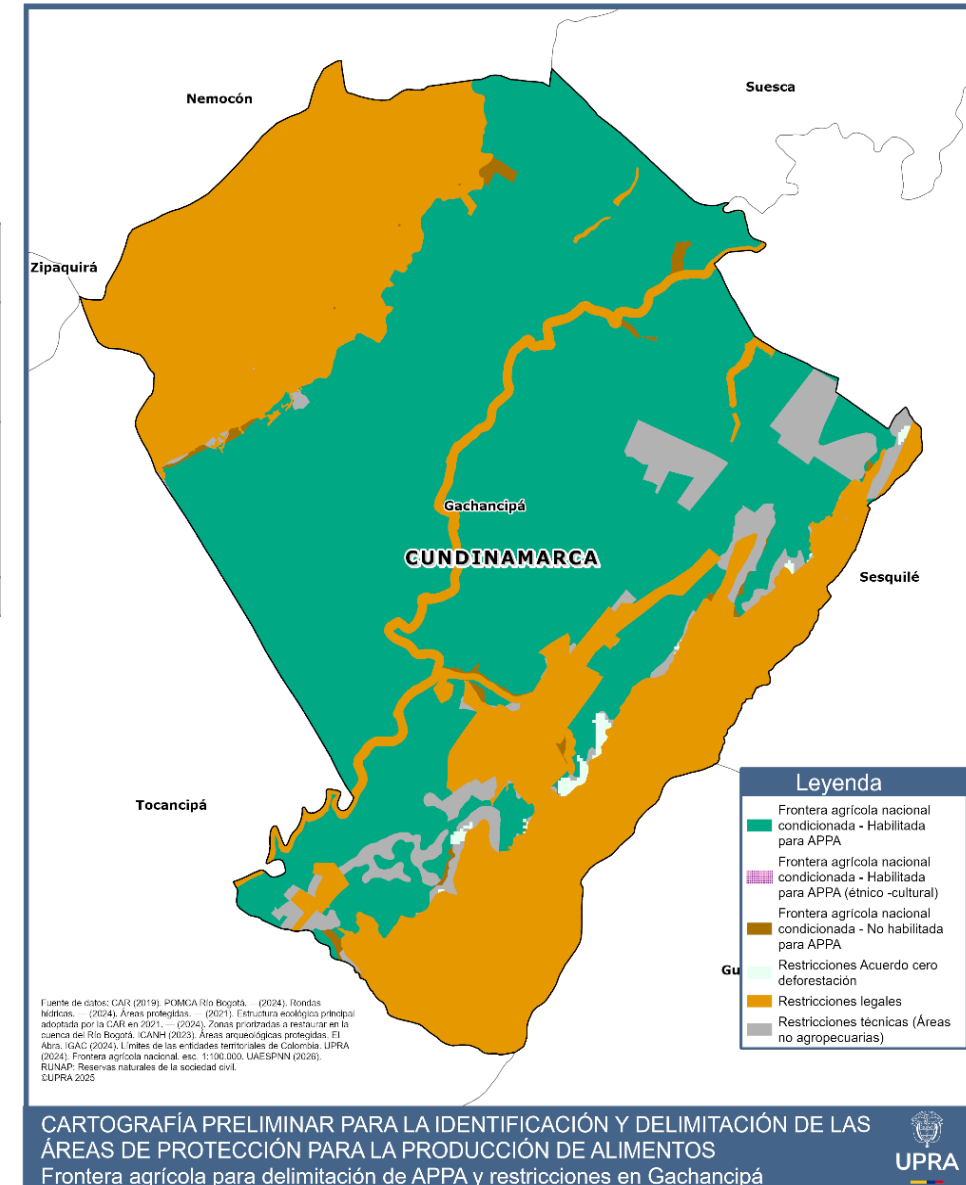 Nemocón
Suesca
Zipaquirá
Gachancipá
CUNDINAMARCA
Sesquilé
Tocancipá
Gu
Leyenda
Frontera agrícola nacional
condicionada - Habilitada
para APPA
Frontera agrícola nacional
condicionada - Habilitada
para APPA (étnico -cultural)
Frontera agrícola nacional
condicionada - No habilitada
para APPA
Restricciones Acuerdo cero
deforestación
Restricciones legales
Restricciones técnicas (Áreas
no agropecuarias)
Fuente de datos: CAR (2019). POMCA Río Bogotá. — (2024). Rondas
hídricas. — (2024). Áreas protegidas. — (2021). Estructura ecológica principal
adoptada por la CAR en 2021. — (2024). Zonas priorizadas a restaurar en la
cuenca del Río Bogotá. ICANH (2023). Áreas arqueológicas protegidas. El
Abra. IGAC (2024). Límites de las entidades territoriales de Colombia. UPRA
(2024). Frontera agrícola nacional. esc. 1:100.000. UAESPNN (2026).
RUNAP: Reservas naturales de la sociedad civil.
©UPRA 2025
CARTOGRAFÍA PRELIMINAR PARA LA IDENTIFICACIÓN Y DELIMITACIÓN DE LAS
ÁREAS DE PROTECCIÓN PARA LA PRODUCCIÓN DE ALIMENTOS
Frontera agrícola para delimitación de APPA y restricciones en Gachancipá
UPRA